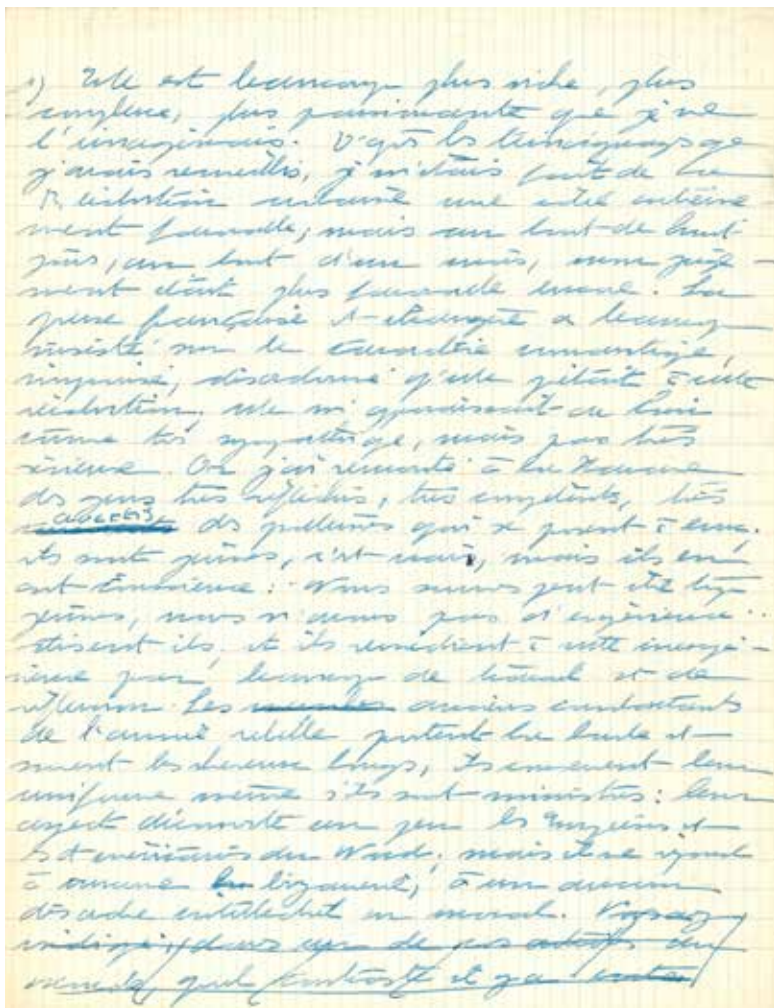 1) Elle est beaucoup plus riche, plus
complexe, plus passionnante que je ne
l'imaginais. D'après les témoignages que
j'avais recueillis, je m'étais fait de la
Révolution cubaine une idée entière-
ment favorable, mais au bout de huit
jours, au bout d'un mois, mon juge-
ment était plus favorable encore. La
presse française et étrangère a beaucoup
insisté sur le caractère romantique,
improvisé, désordonné qu'elle prêtait à cette
révolution; elle m'apparaissait de loin
comme très sympathique, mais pas très
sérieuse. Or j'ai rencontré à La Havane
des gens très réfléchis, très compétents, très
avertis des problèmes qui se posent à eux;
ils sont jeunes, c'est vrai, mais ils en
ont conscience: Nous sommes peut être trop
jeunes, nous n'avons pas d'expérience..
disent ils, et ils remédient à cette inexpé-
rience par beaucoup de travail et de
réflexion. Les anciens combattants
de l'armée rebelle portent la barbe et
souvent les cheveux longs, ils conservent leur
uniforme même s'ils sont ministres: leur
aspect déconcerte un peu les Européens et
les Américains du Nord; mais il ne répond
à aucune bizarrerie, à aucun
désordre intellectuel ou moral.
quel contraste il y a